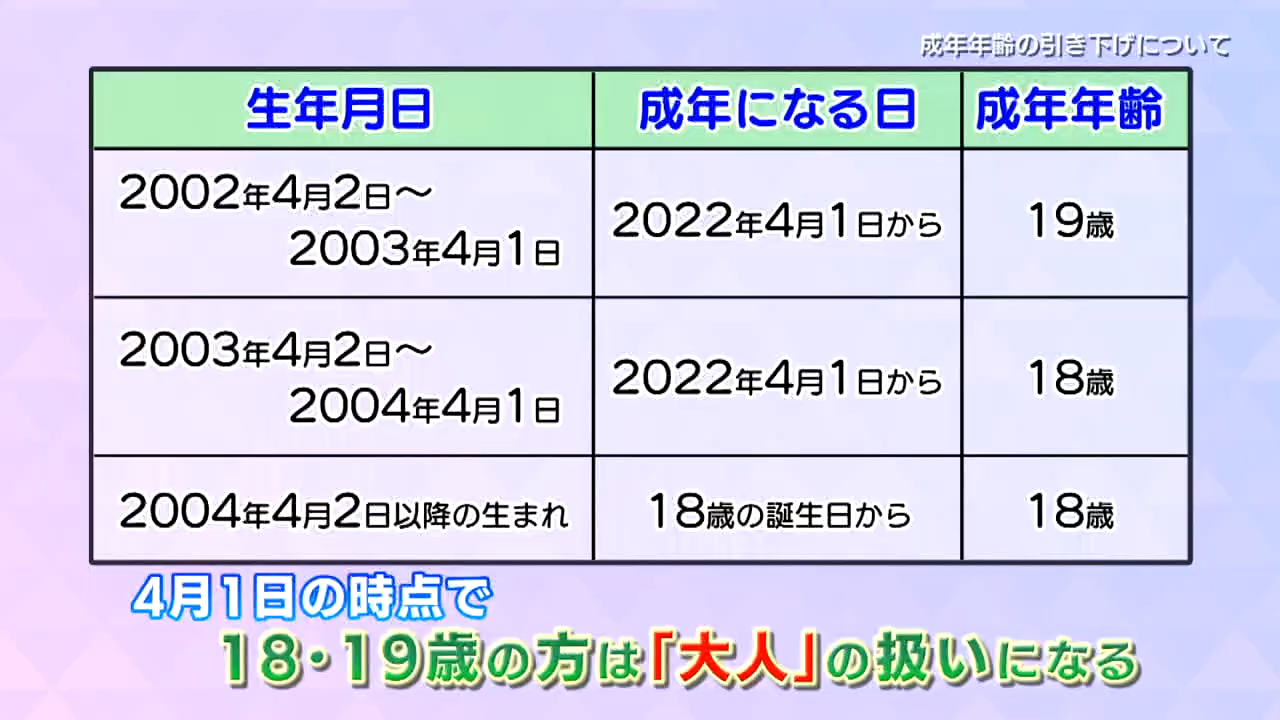 成年年齢の引き下げについて
生年月日 成年になる日 成年年齢
2002年4月2日～
2003年4月1日
2022年4月1日から
19歳
2003年4月2日～
2004年4月1日
2022年4月1日から
18歳
2004年4月2日以降の生まれ 18歳の誕生日から 18歳
4月1日の時点で
18・19歳の方は「大人」の扱いになる